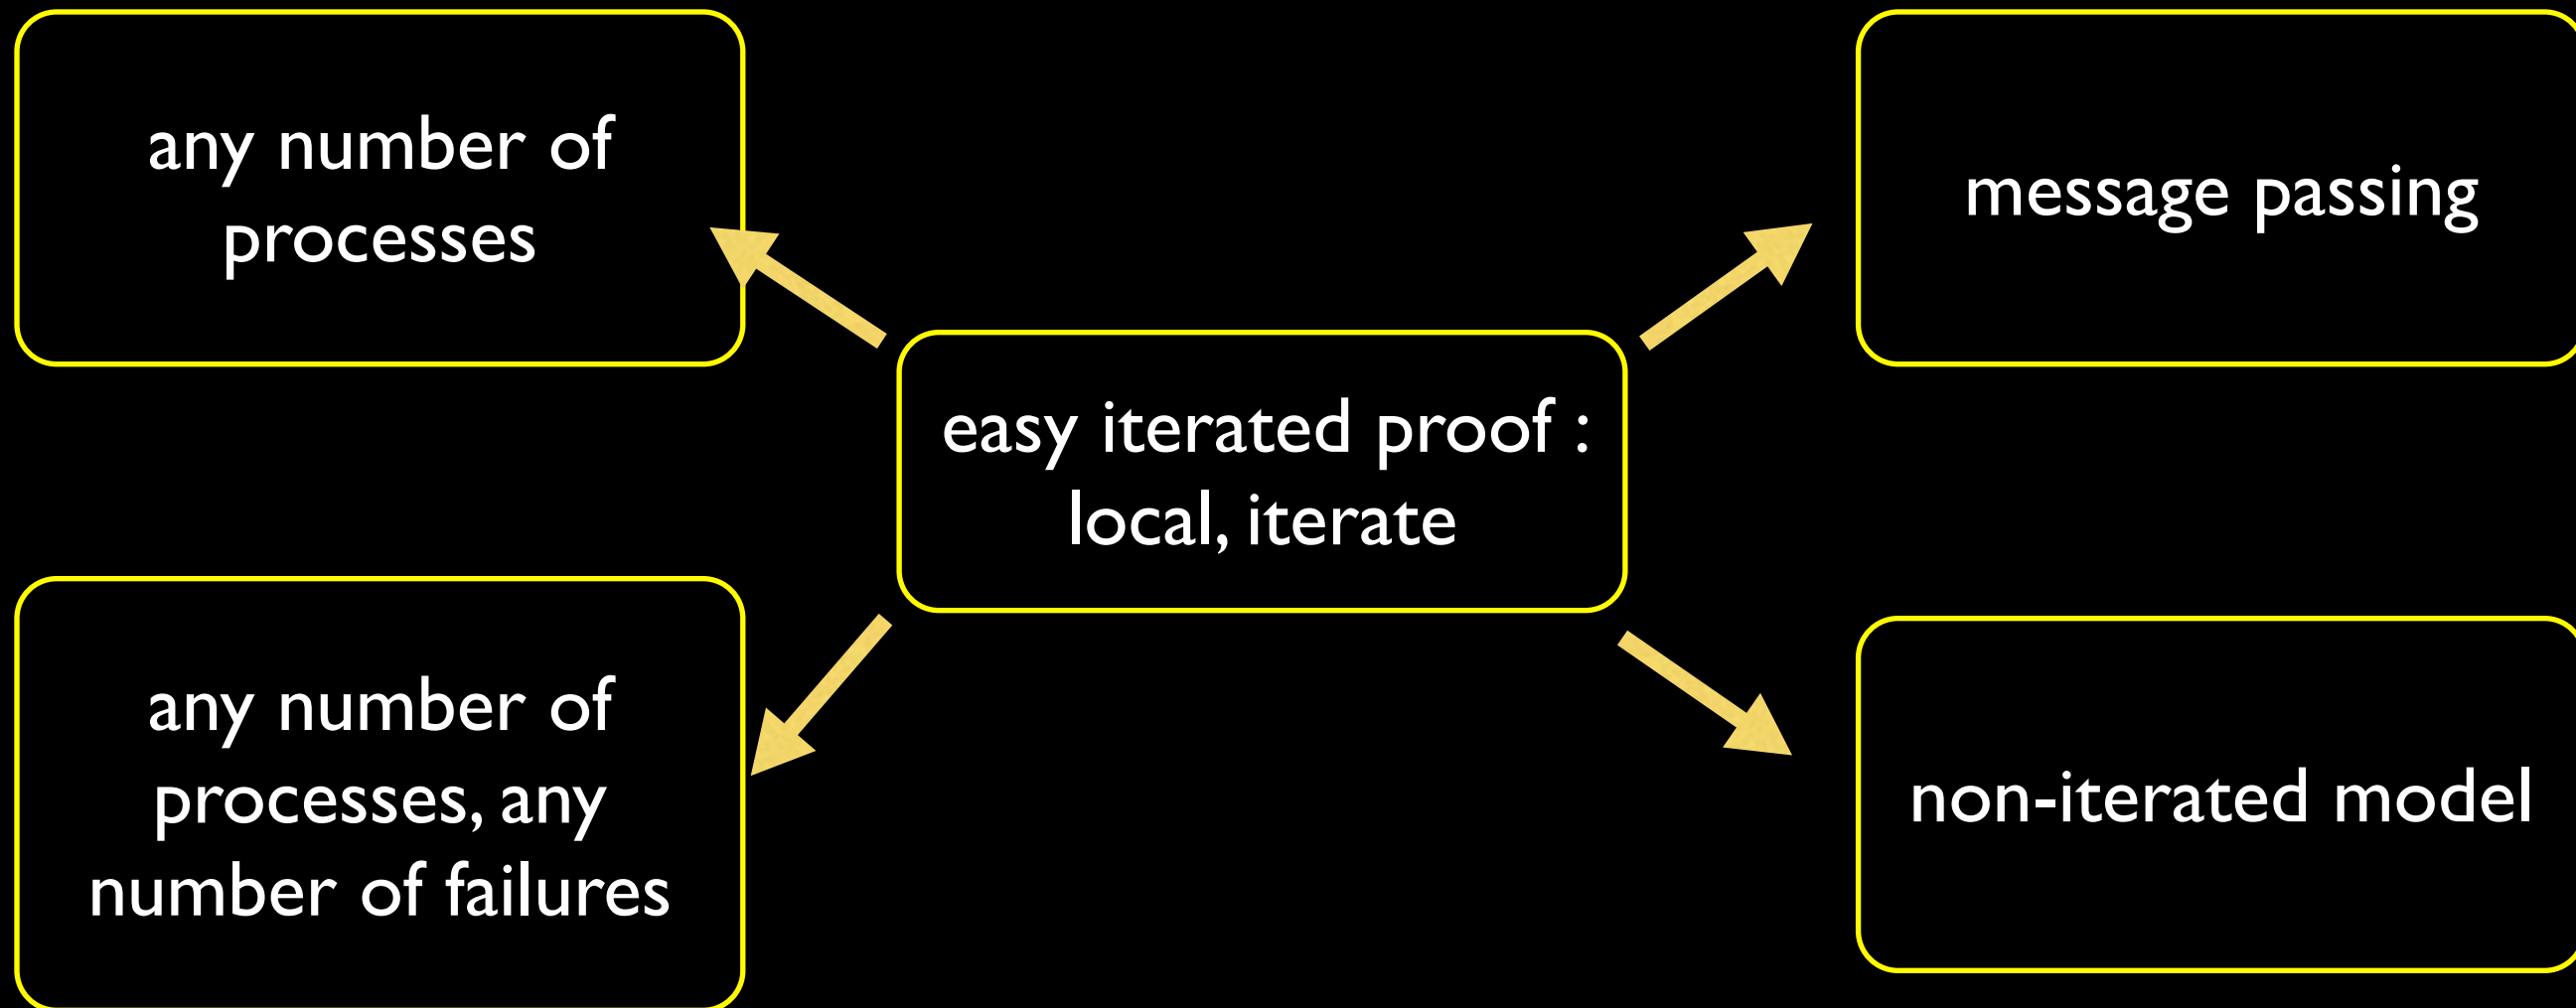 any number of
processes
message passing
easy iterated proof :
local, iterate
any number of
processes, any
number of failures
non-iterated model